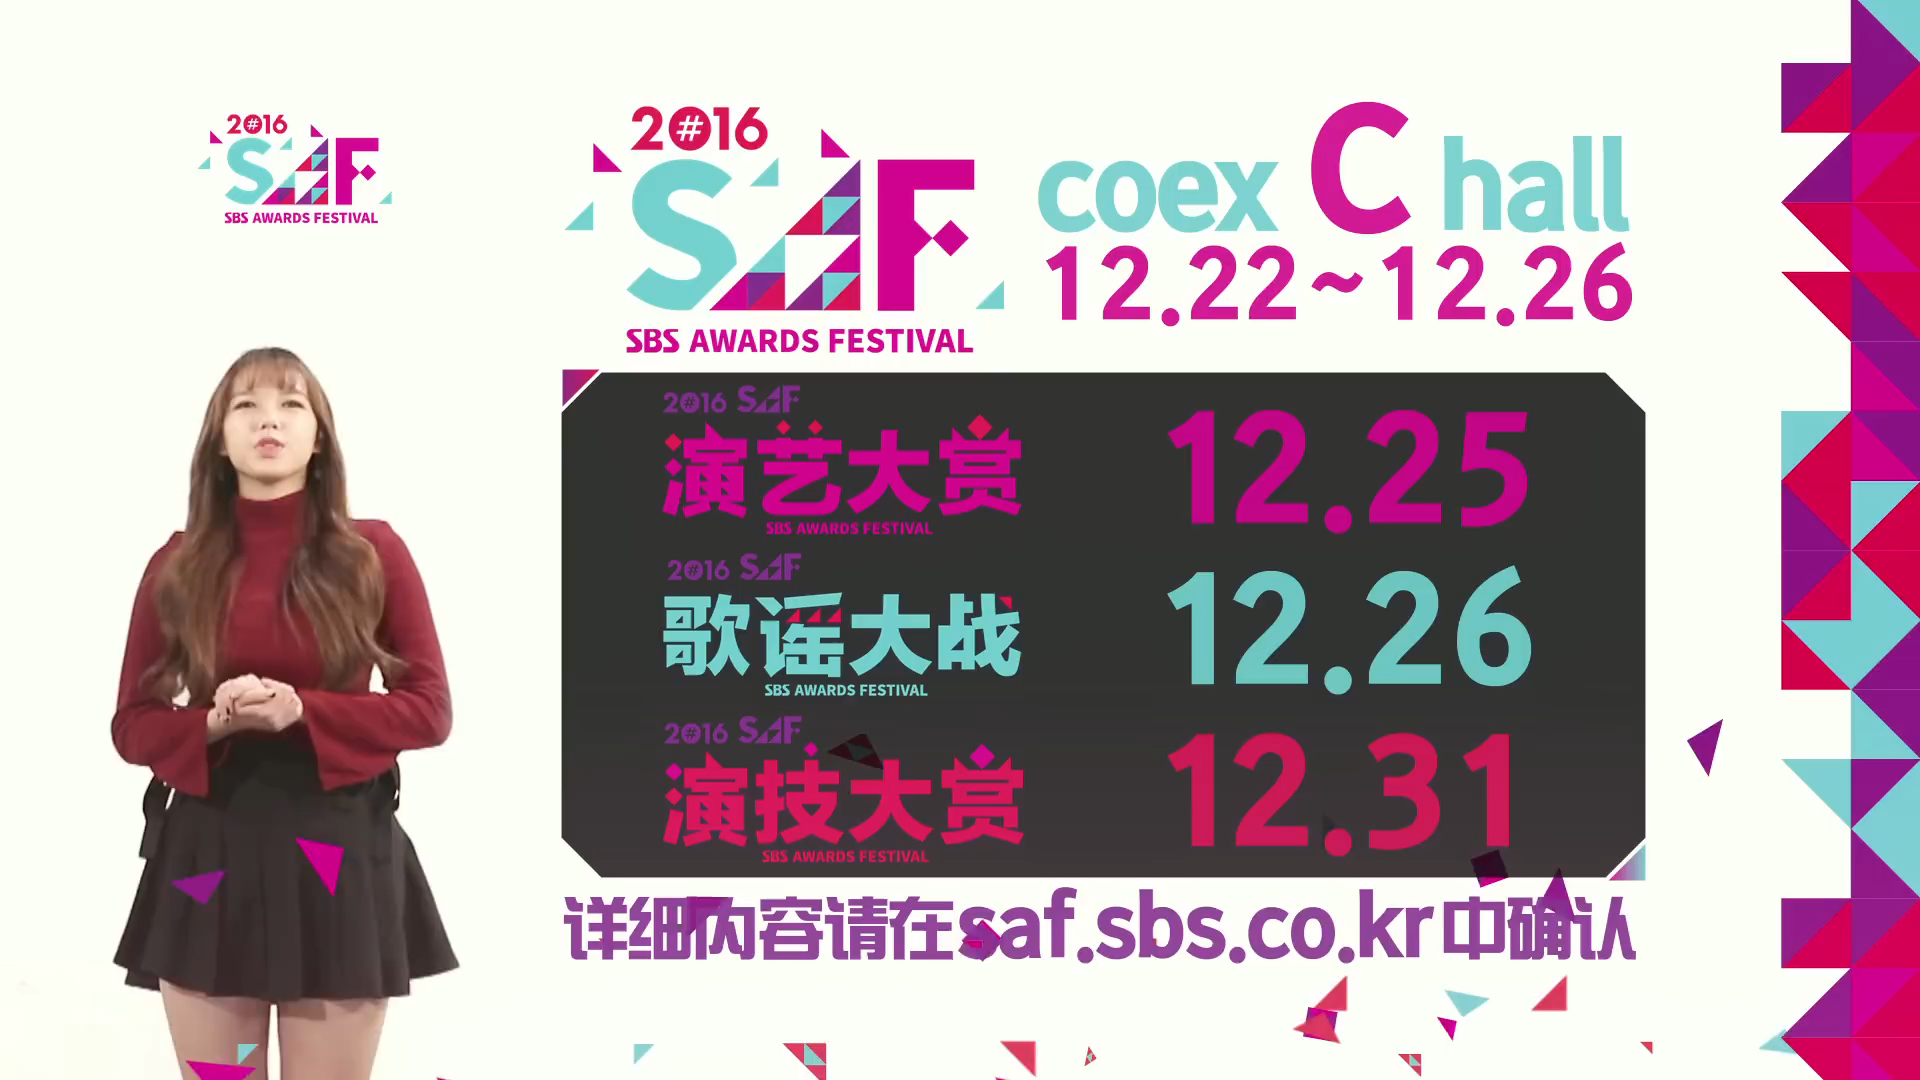 2016
SAF
SBS AWARDS FESTIVAL
2016
SAF
SBS AWARDS FESTIVAL
coex C hall
12.22~12.26
2016 SAF
演艺大赏
SBS AWARDS FESTIVAL
12.25
2016 SAF
歌谣大战
SBS AWARDS FESTIVAL
12.26
2016 SAF
演技大赏
SBS AWARDS FESTIVAL
12.31
详细内容请在saf.sbs.co.kr中确认